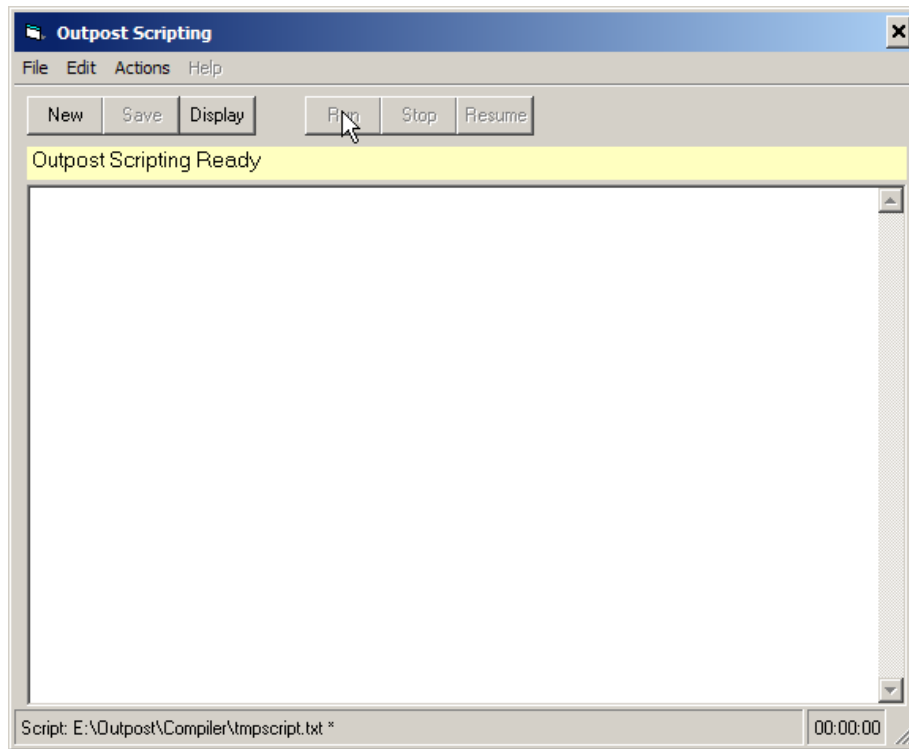 Outpost Scripting
File Edit Actions Help
New Save Display Run Stop Resume
Outpost Scripting Ready
Script: E:\Outpost\Compiler\tmpscript.txt * 00:00:00